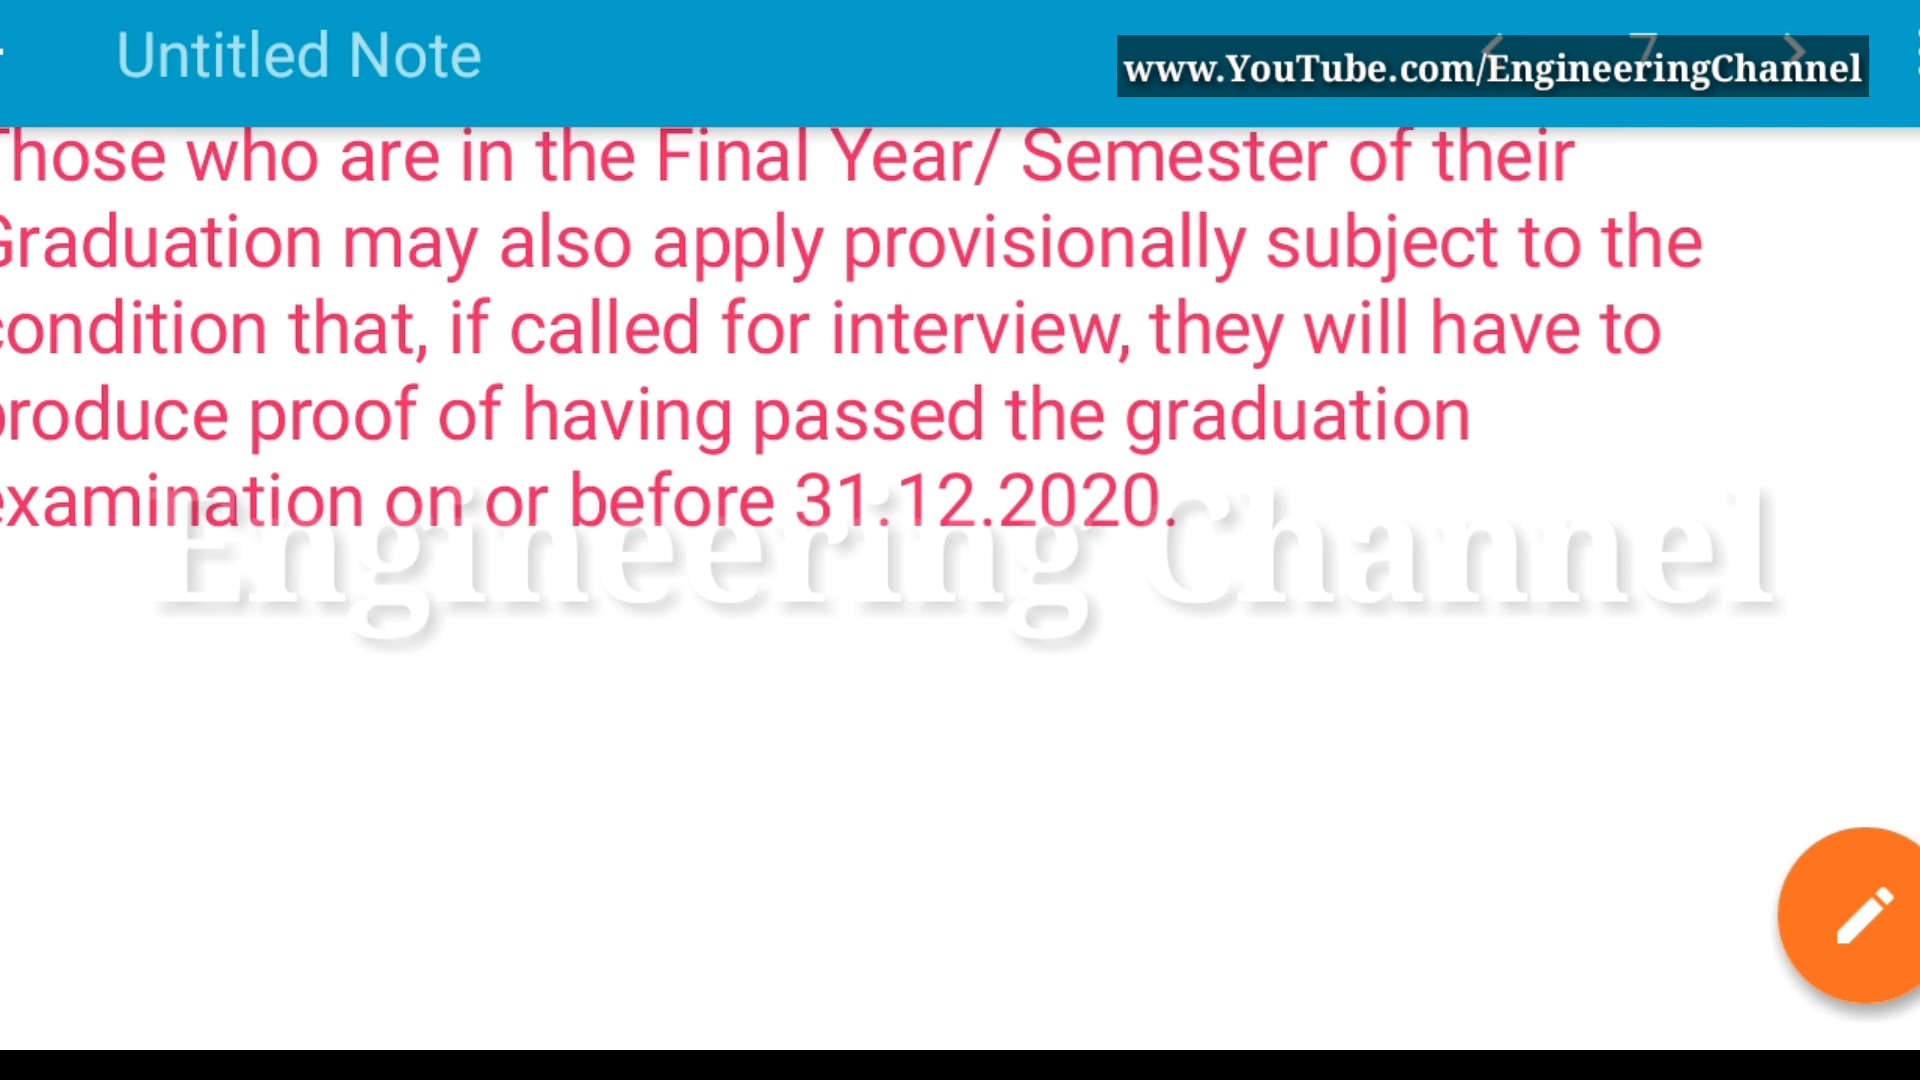 Untitled Note
7
www.YouTube.com/EngineeringChannel
Those who are in the Final Year/ Semester of their
Graduation may also apply provisionally subject to the
condition that, if called for interview, they will have to
produce proof of having passed the graduation
examination on or before 31.12.2020.
Engineering Channel